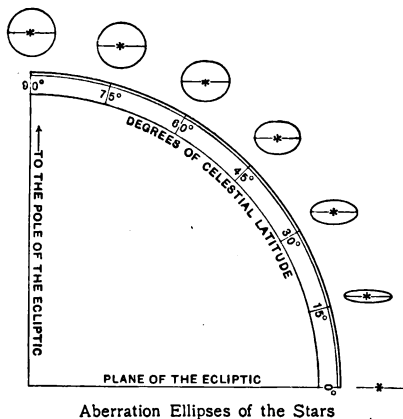 90°
75°
60°
45°
30°
15°
0°
DEGREES OF CELESTIAL LATITUDE
TO THE POLE OF THE ECLIPTIC
PLANE OF THE ECLIPTIC
Aberration Ellipses of the Stars